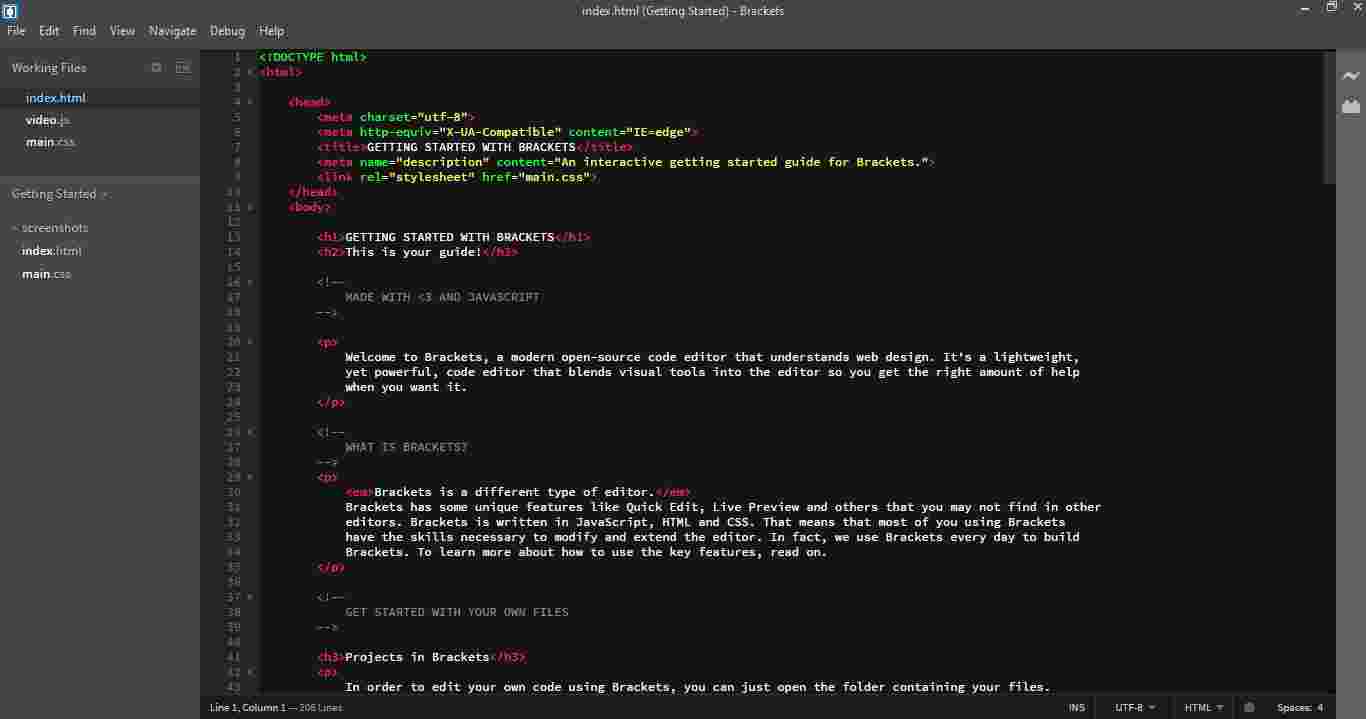 index.html (Getting Started) - Brackets
File Edit Find View Navigate Debug Help
Working Files
index.html
video.js
main.css
Getting Started
screenshots
index.html
main.css
1 <!DOCTYPE html>
2 <html>
3
4 <head>
5 <meta charset="utf-8">
6 <meta http-equiv="X-UA-Compatible" content="IE=edge">
7 <title>GETTING STARTED WITH BRACKETS</title>
8 <meta name="description" content="An interactive getting started guide for Brackets.">
9 <link rel="stylesheet" href="main.css">
10 </head>
11 <body>
12
13 <h1>GETTING STARTED WITH BRACKETS</h1>
14 <h2>This is your guide!</h2>
15
16 <!--
17 MADE WITH <3 AND JAVASCRIPT
18 -->
19
20 <p>
21 Welcome to Brackets, a modern open-source code editor that understands web design. It's a lightweight,
22 yet powerful, code editor that blends visual tools into the editor so you get the right amount of help
23 when you want it.
24 </p>
25
26 <!--
27 WHAT IS BRACKETS?
28 -->
29 <p>
30 <em>Brackets is a different type of editor.</em>
31 Brackets has some unique features like Quick Edit, Live Preview and others that you may not find in other
32 editors. Brackets is written in JavaScript, HTML and CSS. That means that most of you using Brackets
33 have the skills necessary to modify and extend the editor. In fact, we use Brackets every day to build
34 Brackets. To learn more about how to use the key features, read on.
35 </p>
36
37 <!--
38 GET STARTED WITH YOUR OWN FILES
39 -->
40
41 <h3>Projects in Brackets</h3>
42 <p>
43 In order to edit your own code using Brackets, you can just open the folder containing your files.
Line 1, Column 1 — 206 Lines
INS UTF-8 HTML Spaces: 4